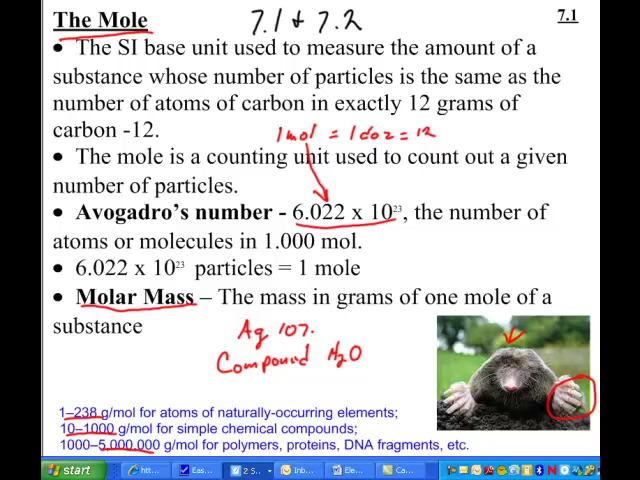 The Mole
7.1 & 7.2
7.1
• The SI base unit used to measure the amount of a
substance whose number of particles is the same as the
number of atoms of carbon in exactly 12 grams of
carbon -12.
1 mol = 1 doz = 12
• The mole is a counting unit used to count out a given
number of particles.
• Avogadro's number - 6.022 x 10²³, the number of
atoms or molecules in 1.000 mol.
• 6.022 x 10²³ particles = 1 mole
• Molar Mass – The mass in grams of one mole of a
substance
Ag 107.
Compound H₂O
1–238 g/mol for atoms of naturally-occurring elements;
10–1000 g/mol for simple chemical compounds;
1000–5,000,000 g/mol for polymers, proteins, DNA fragments, etc.
start
htt...
Eas...
2 S...
Inb...
Ele...
Ca...